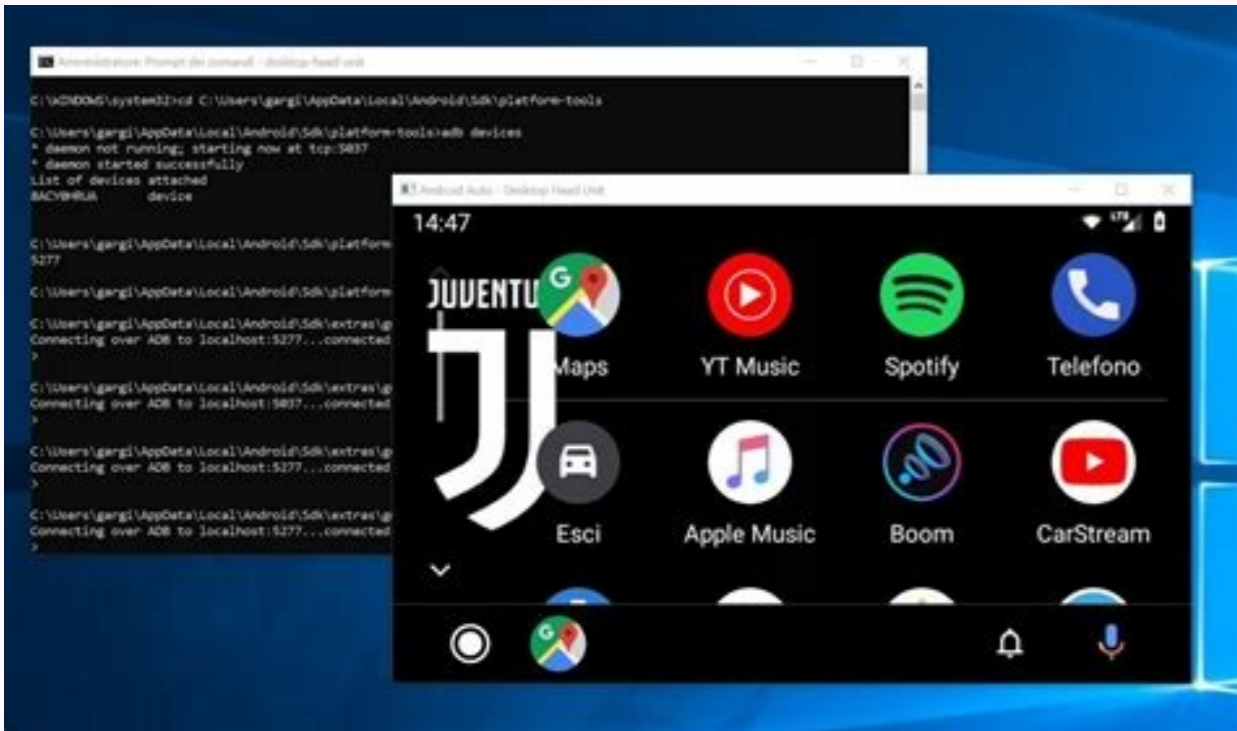 Amministratore: Prompt dei comandi - desktop-head-unit
C:\WINDOWS\system32>cd C:\Users\gargi\AppData\Local\Android\Sdk\platform-tools
C:\Users\gargi\AppData\Local\Android\Sdk\platform-tools>adb devices
* daemon not running; starting now at tcp:5037
* daemon started successfully
List of devices attached
device
C:\Users\gargi\AppData\Local\Android\Sdk\platform
5277
C:\Users\gargi\AppData\Local\Android\Sdk\platform
C:\Users\gargi\AppData\Local\Android\Sdk\extras\g
Connecting over ADB to localhost:5277...connected
>
C:\Users\gargi\AppData\Local\Android\Sdk\extras\g
Connecting over ADB to localhost:5037...connected
>
C:\Users\gargi\AppData\Local\Android\Sdk\extras\g
Connecting over ADB to localhost:5277...connected
>
C:\Users\gargi\AppData\Local\Android\Sdk\extras\g
Connecting over ADB to localhost:5277...connected
>
Android Auto - Desktop Head Unit
14:47
LTE
JUVENTU
G
Maps
YT Music
Spotify
Telefono
Esci
Apple Music
Boom
CarStream
G